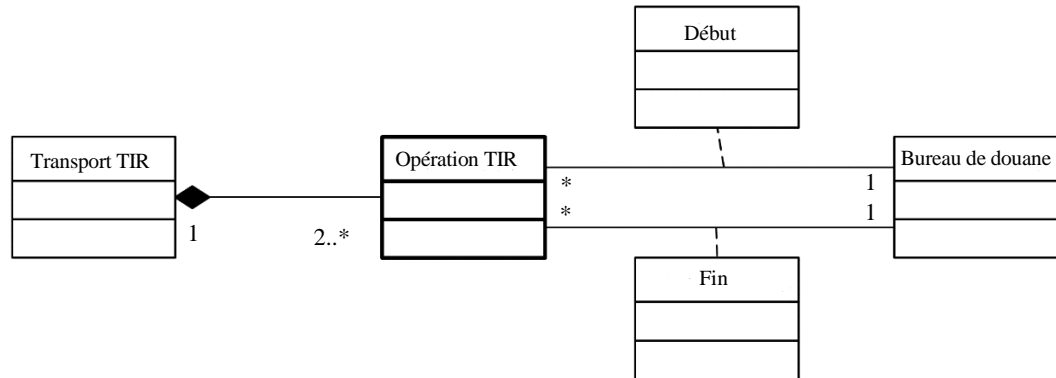 Début
Transport TIR
Opération TIR
Bureau de douane
* 1
* 1
1 2..*
Fin